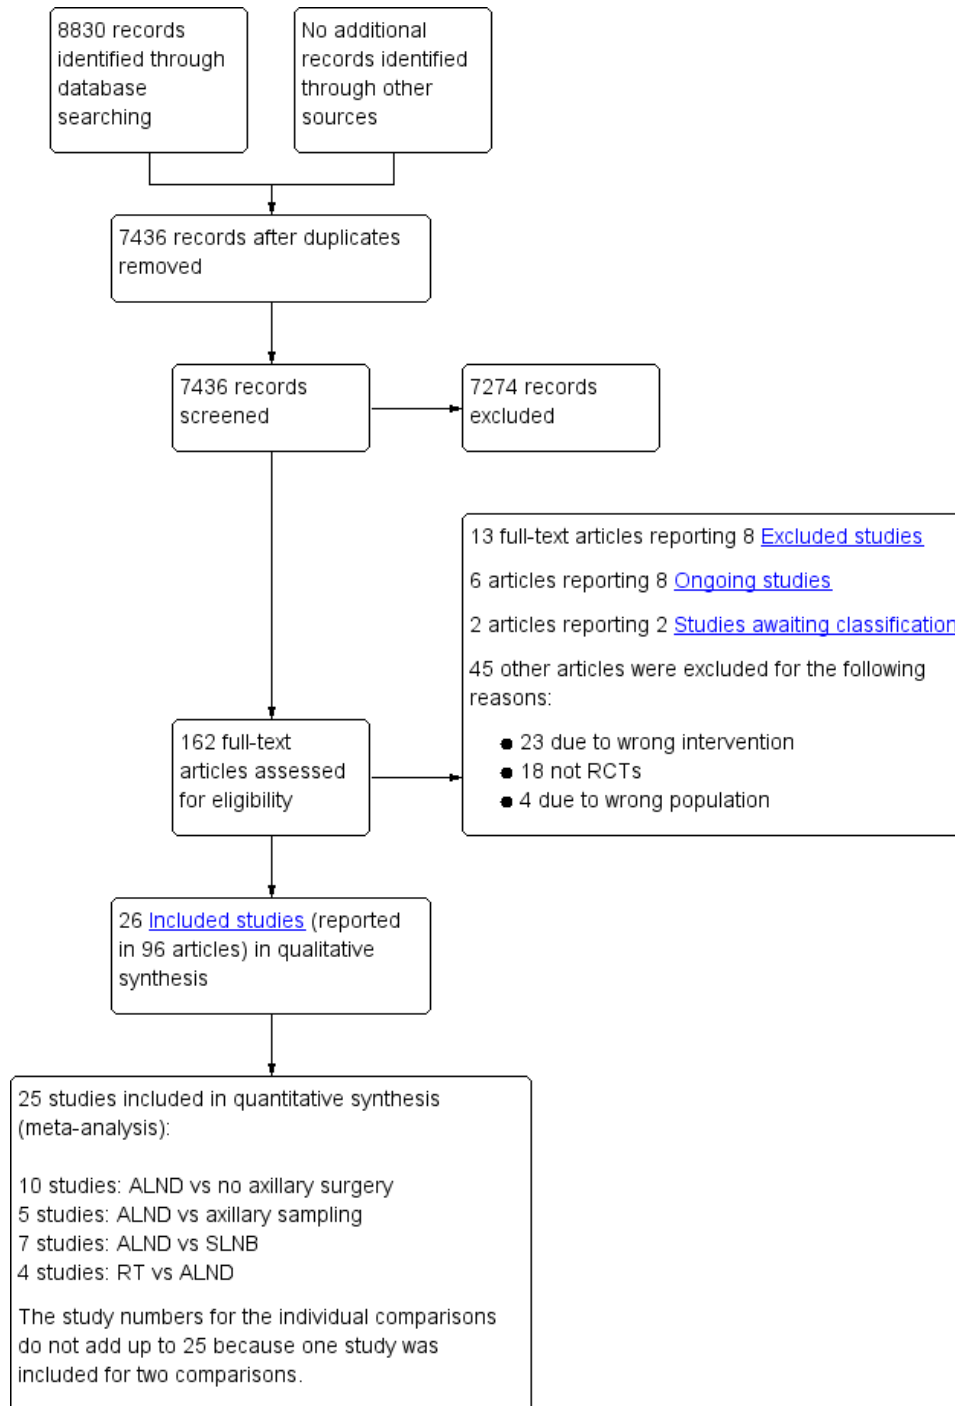 8830 records
identified through
database
searching
No additional
records identified
through other
sources
7436 records after duplicates
removed
7436 records
screened
7274 records
excluded
13 full-text articles reporting 8 Excluded studies
6 articles reporting 8 Ongoing studies
2 articles reporting 2 Studies awaiting classification
45 other articles were excluded for the following
reasons:
● 23 due to wrong intervention
● 18 not RCTs
● 4 due to wrong population
162 full-text
articles assessed
for eligibility
26 Included studies (reported
in 96 articles) in qualitative
synthesis
25 studies included in quantitative synthesis
(meta-analysis):
10 studies: ALND vs no axillary surgery
5 studies: ALND vs axillary sampling
7 studies: ALND vs SLNB
4 studies: RT vs ALND
The study numbers for the individual comparisons
do not add up to 25 because one study was
included for two comparisons.